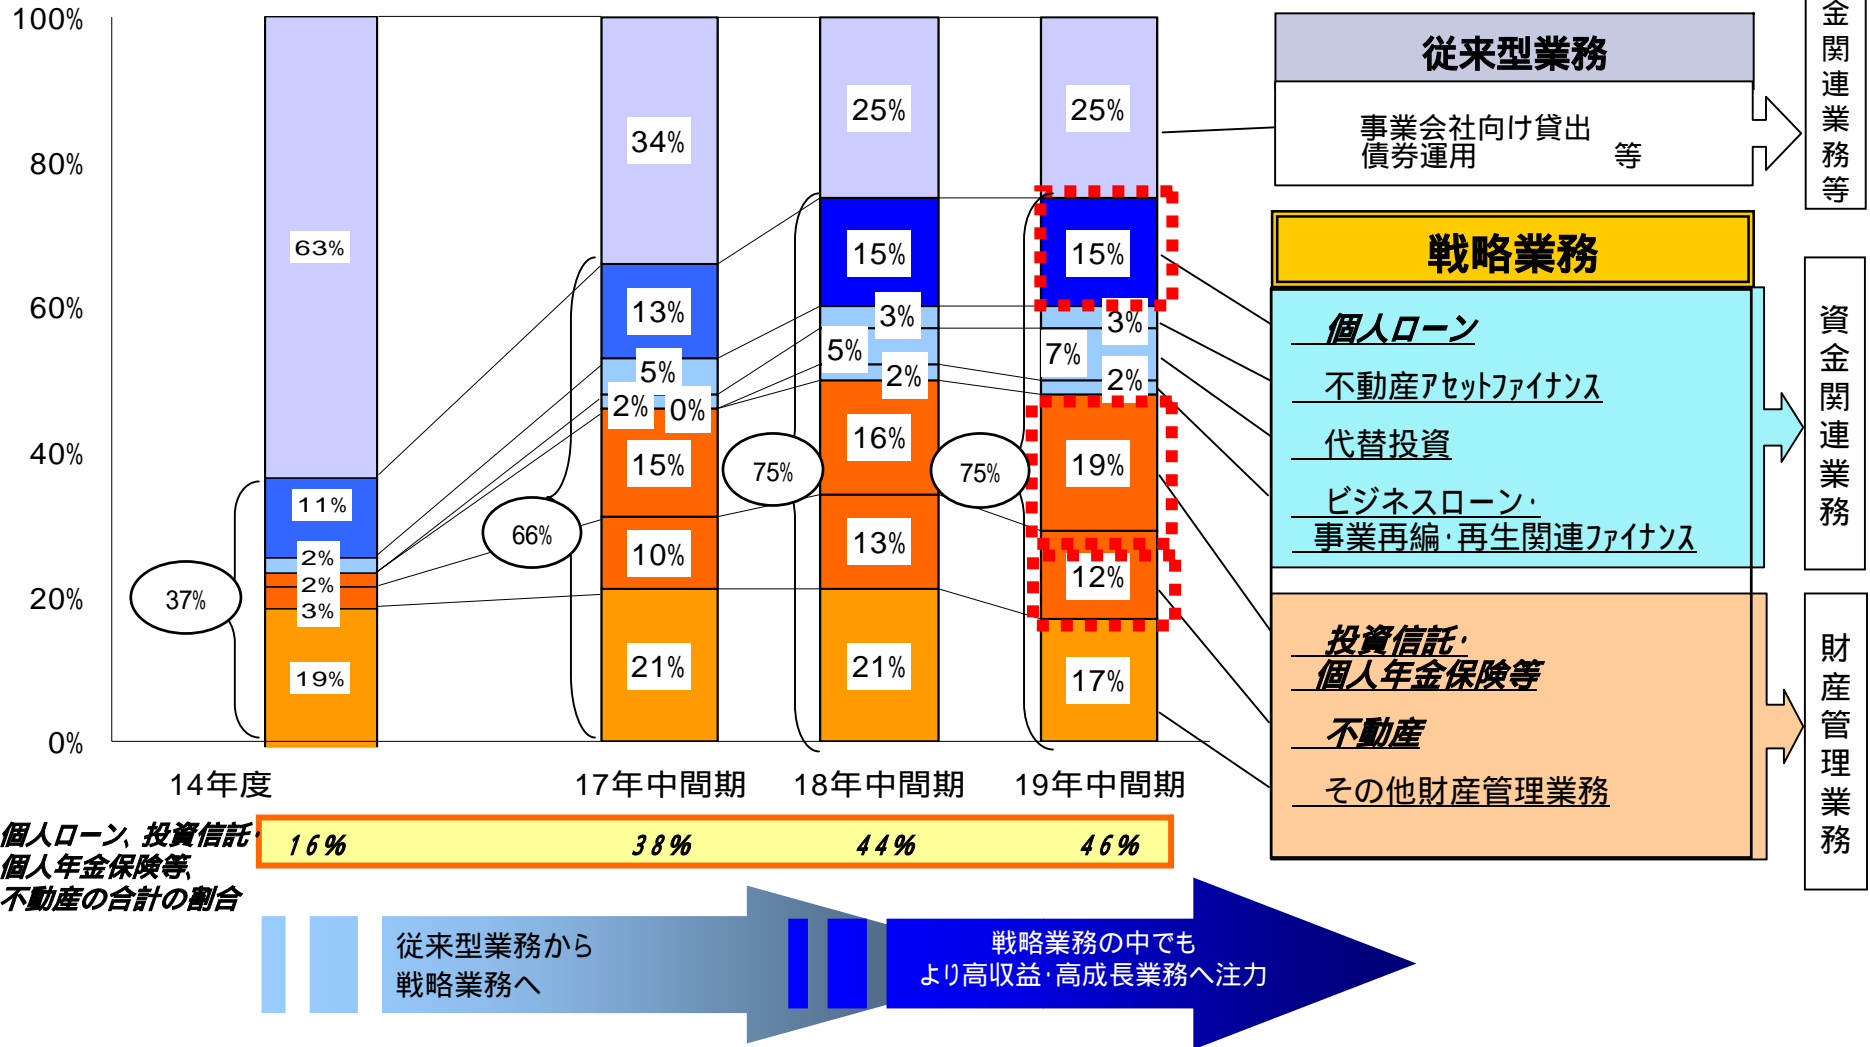 100%
80%
60%
40%
20%
0%
63%
11%
2%
2%
3%
19%
37%
34%
13%
5%
2%
0%
15%
10%
21%
66%
25%
15%
3%
5%
2%
16%
13%
21%
75%
25%
15%
3%
7%
2%
19%
12%
17%
75%
14年度
17年中間期
18年中間期
19年中間期
従来型業務
事業会社向け貸出
債券運用 等
金関連業務等
戦略業務
個人ローン
不動産アセットファイナンス
代替投資
ビジネスローン・
事業再編・再生関連ファイナンス
資金関連業務
投資信託・
個人年金保険等
不動産
その他財産管理業務
財産管理業務
個人ローン、投資信託・
個人年金保険等、
不動産の合計の割合
16%
38%
44%
46%
従来型業務から
戦略業務へ
戦略業務の中でも
より高収益・高成長業務へ注力